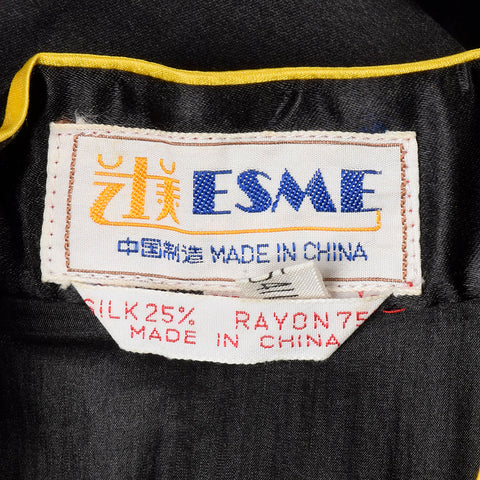 ESME
中国制造 MADE IN CHINA
SILK 25% RAYON 75
MADE IN CHINA